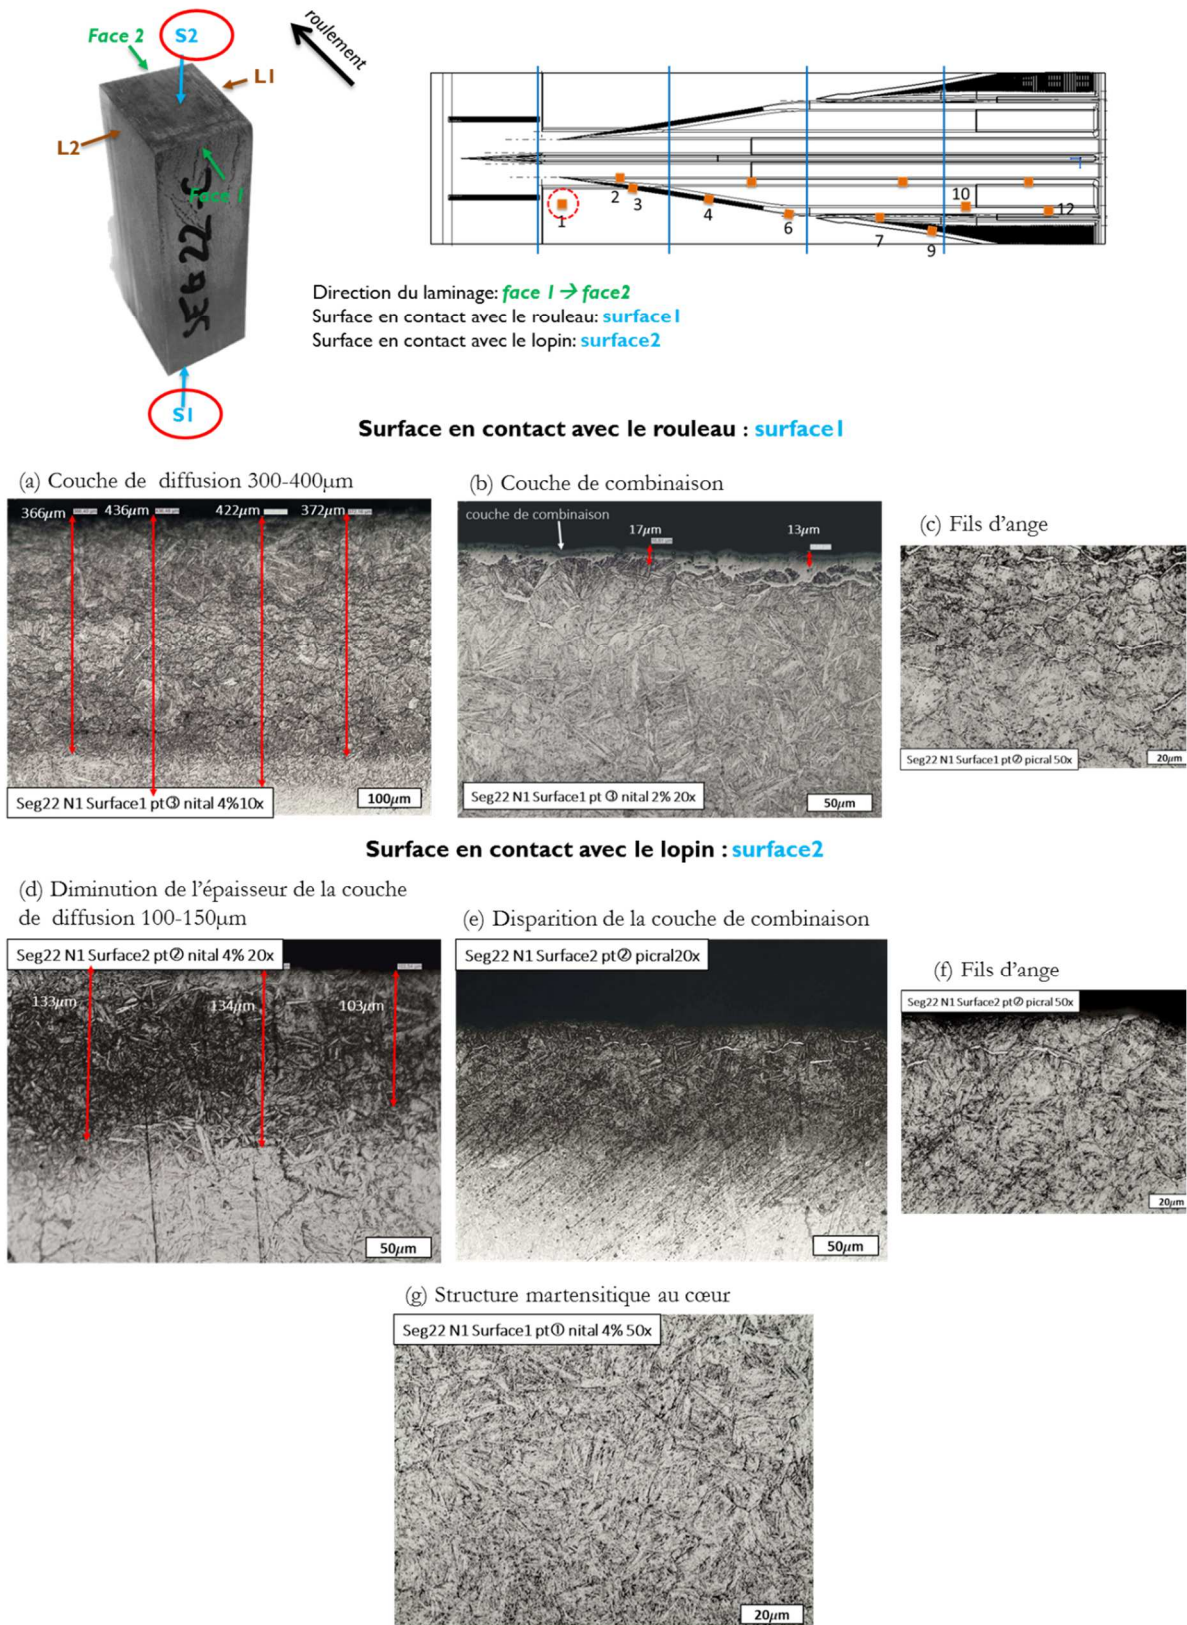 Face 2
S2
roulement
L1
L2
Face 1
SEG 22-C
S1
1
2
3
4
6
7
9
10
12
Direction du laminage: face 1 → face2
Surface en contact avec le rouleau: surface1
Surface en contact avec le lopin: surface2
Surface en contact avec le rouleau : surface1
(a) Couche de diffusion 300-400µm
366µm 436µm 422µm 372µm
Seg22 N1 Surface1 pt③ nital 4%10x
100µm
(b) Couche de combinaison
couche de combinaison
17µm
13µm
Seg22 N1 Surface1 pt ③ nital 2% 20x
50µm
(c) Fils d'ange
Seg22 N1 Surface1 pt② picral 50x
20µm
Surface en contact avec le lopin : surface2
(d) Diminution de l'épaisseur de la couche
de diffusion 100-150µm
Seg22 N1 Surface2 pt② nital 4% 20x
133µm
134µm
103µm
50µm
(e) Disparition de la couche de combinaison
Seg22 N1 Surface2 pt② picral20x
50µm
(f) Fils d'ange
Seg22 N1 Surface2 pt② picral 50x
20µm
(g) Structure martensitique au cœur
Seg22 N1 Surface1 pt① nital 4% 50x
20µm